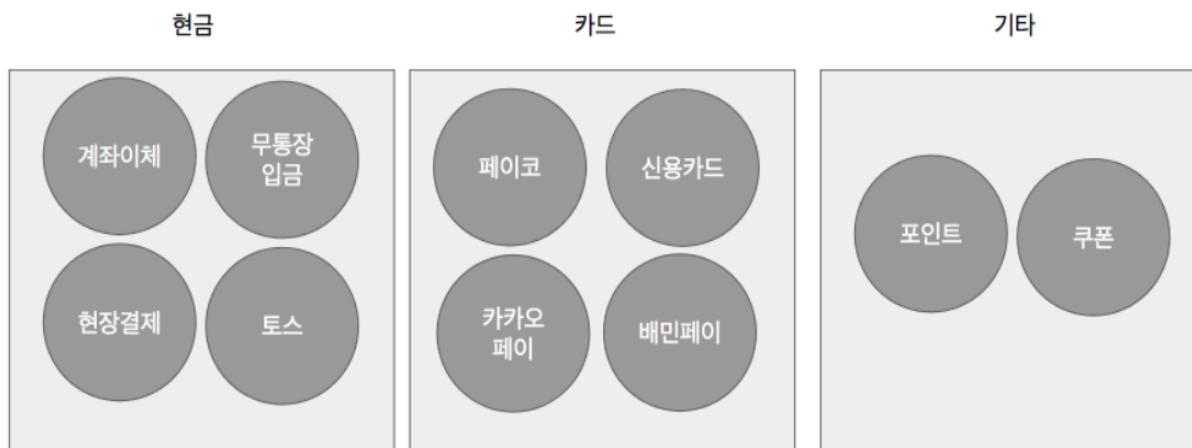 현금
계좌이체
무통장
입금
현장결제
토스
카드
페이코
신용카드
카카오
페이
배민페이
기타
포인트
쿠폰